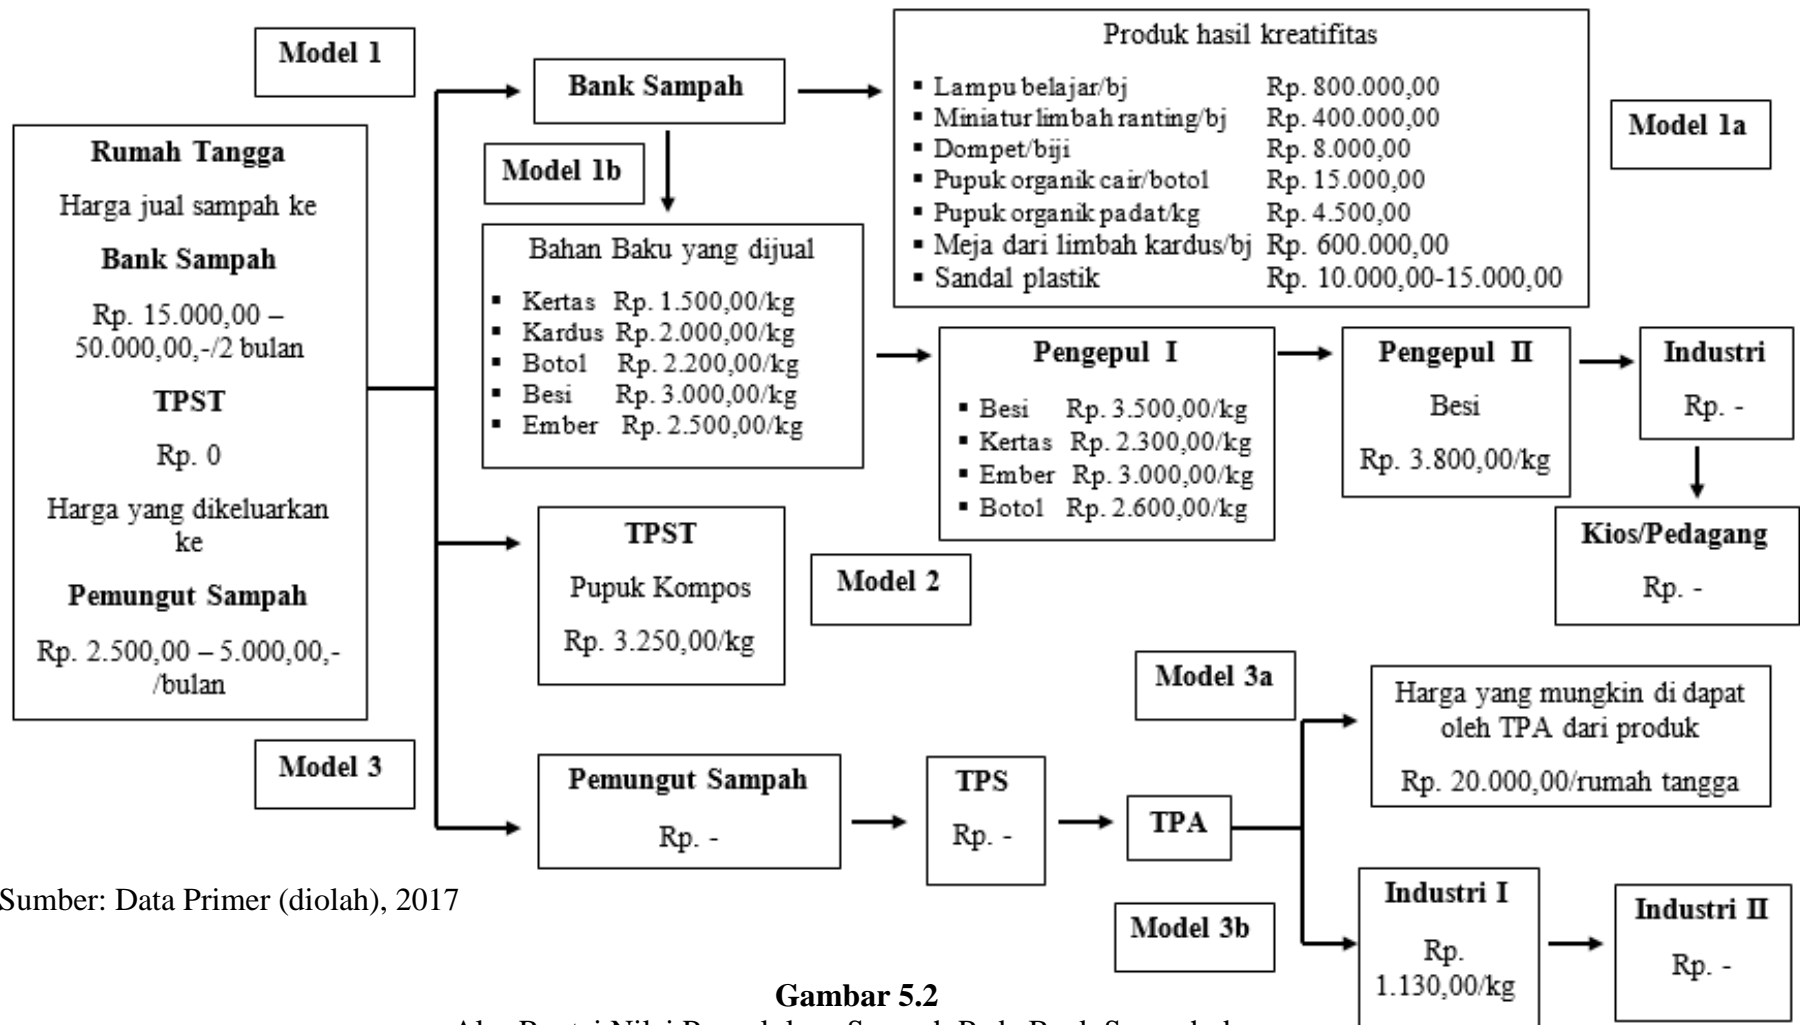 Model 1
Rumah Tangga
Harga jual sampah ke
Bank Sampah
Rp. 15.000,00 –
50.000,00,-/2 bulan
TPST
Rp. 0
Harga yang dikeluarkan
ke
Pemungut Sampah
Rp. 2.500,00 – 5.000,00,-
/bulan
Bank Sampah
Produk hasil kreatifitas
▪ Lampu belajar/bj Rp. 800.000,00
▪ Miniatur limbah ranting/bj Rp. 400.000,00
▪ Dompet/biji Rp. 8.000,00
▪ Pupuk organik cair/botol Rp. 15.000,00
▪ Pupuk organik padat/kg Rp. 4.500,00
▪ Meja dari limbah kardus/bj Rp. 600.000,00
▪ Sandal plastik Rp. 10.000,00-15.000,00
Model 1a
Model 1b
Bahan Baku yang dijual
▪ Kertas Rp. 1.500,00/kg
▪ Kardus Rp. 2.000,00/kg
▪ Botol Rp. 2.200,00/kg
▪ Besi Rp. 3.000,00/kg
▪ Ember Rp. 2.500,00/kg
Pengepul I
▪ Besi Rp. 3.500,00/kg
▪ Kertas Rp. 2.300,00/kg
▪ Ember Rp. 3.000,00/kg
▪ Botol Rp. 2.600,00/kg
Pengepul II
Besi
Rp. 3.800,00/kg
Industri
Rp. -
Kios/Pedagang
Rp. -
TPST
Pupuk Kompos
Rp. 3.250,00/kg
Model 2
Model 3
Pemungut Sampah
Rp. -
TPS
Rp. -
TPA
Model 3a
Harga yang mungkin di dapat
oleh TPA dari produk
Rp. 20.000,00/rumah tangga
Model 3b
Industri I
Rp.
1.130,00/kg
Industri II
Rp. -
Sumber: Data Primer (diolah), 2017
Gambar 5.2